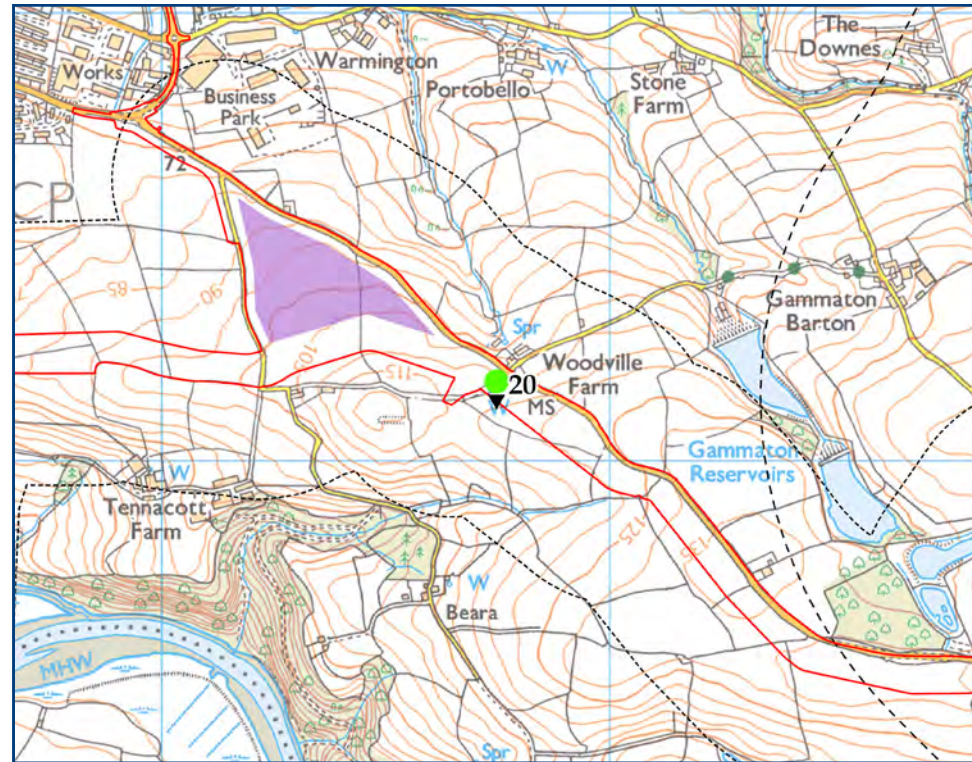 The
Downes
Works
Warmington
W
Portobello
Stone
Farm
Business
Park
72
CP
85
90
Gammaton
Barton
Spr
Woodville
Farm
115
20
W
MS
Gammaton
Reservoirs
W
Tennacott
Farm
125
135
W
Beara
MHW
Spr